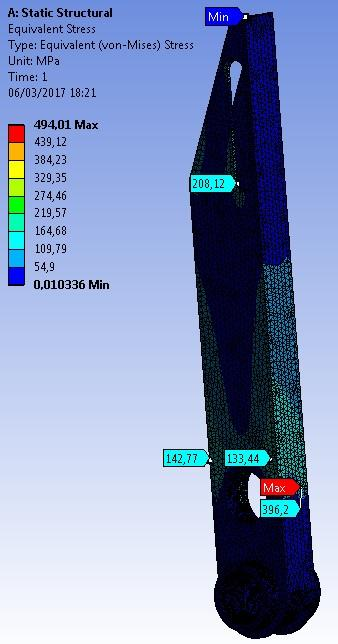 A: Static Structural
Equivalent Stress
Type: Equivalent (von-Mises) Stress
Unit: MPa
Time: 1
06/03/2017 18:21
494,01 Max
439,12
384,23
329,35
274,46
219,57
164,68
109,79
54,9
0,010336 Min
Min
208,12
142,77
133,44
Max
396,2